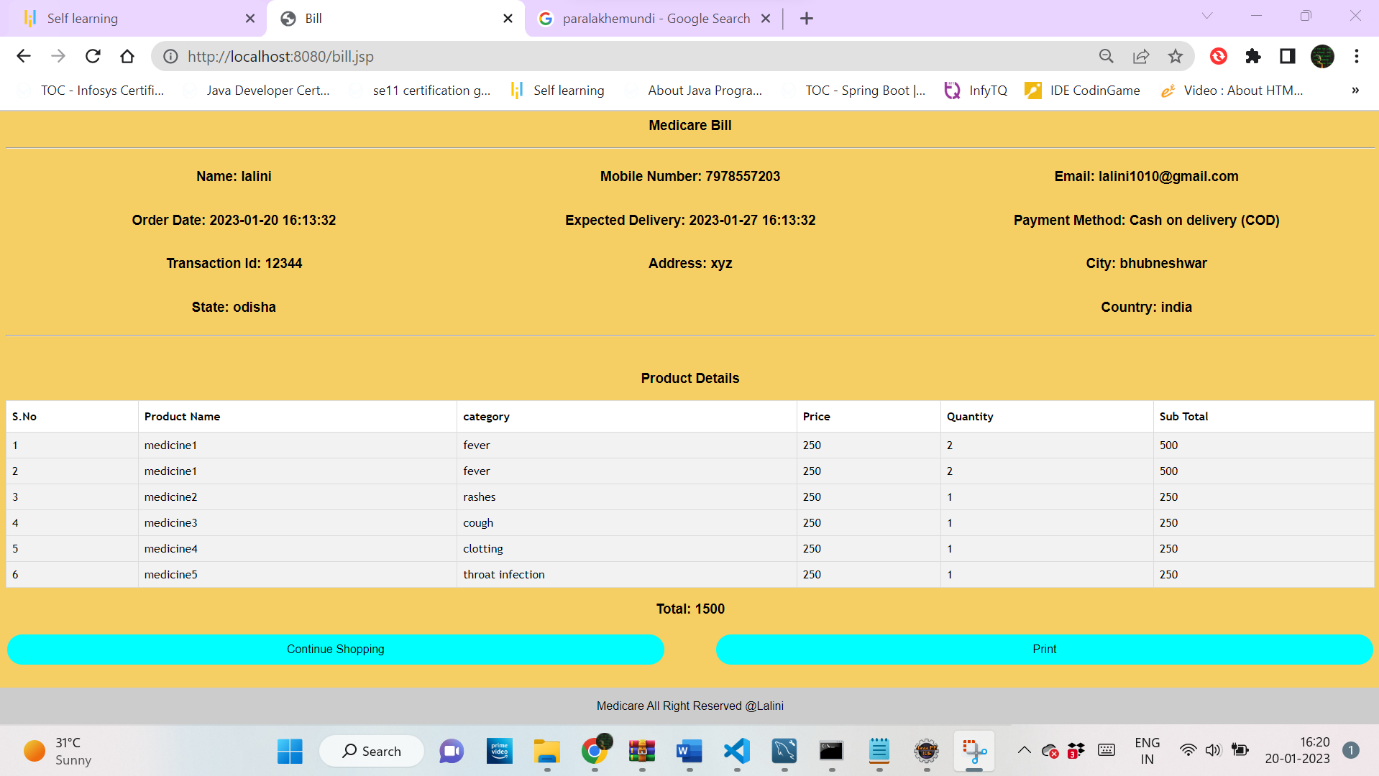 Self learning
Bill
paralakhemundi - Google Search
http://localhost:8080/bill.jsp
TOC - Infosys Certifi... Java Developer Cert... se11 certification g... Self learning About Java Progra... TOC - Spring Boot |... InfyTQ IDE CodinGame Video : About HTM... »
Medicare Bill
Name: lalini Mobile Number: 7978557203 Email: lalini1010@gmail.com
Order Date: 2023-01-20 16:13:32 Expected Delivery: 2023-01-27 16:13:32 Payment Method: Cash on delivery (COD)
Transaction Id: 12344 Address: xyz City: bhubneshwar
State: odisha Country: india
Product Details
S.No Product Name category Price Quantity Sub Total
1 medicine1 fever 250 2 500
2 medicine1 fever 250 2 500
3 medicine2 rashes 250 1 250
4 medicine3 cough 250 1 250
5 medicine4 clotting 250 1 250
6 medicine5 throat infection 250 1 250
Total: 1500
Continue Shopping Print
Medicare All Right Reserved @Lalini
31°C
Sunny
Search
prime video
W
3
ENG
IN
16:20
20-01-2023
1